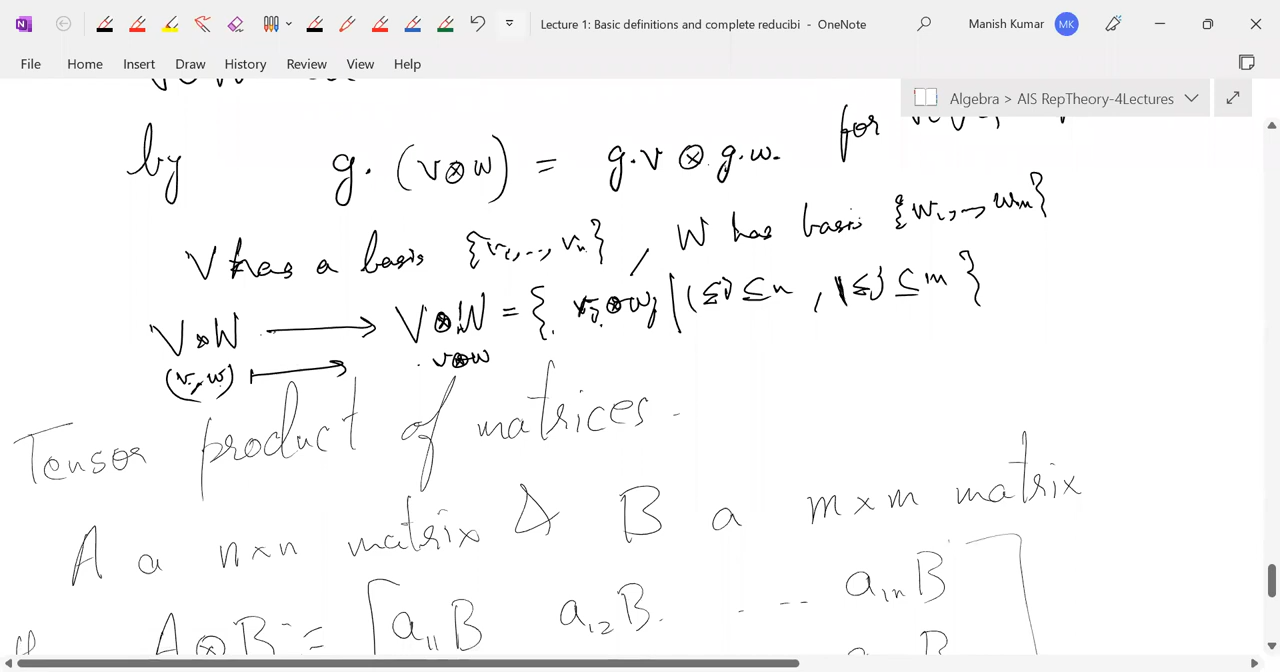 Lecture 1: Basic definitions and complete reducibi - OneNote
Manish Kumar MK
File Home Insert Draw History Review View Help
Algebra > AIS RepTheory-4Lectures
by g. (v⊗w) = g.v ⊗ g.w. for
V has a basis {v₁, .., vₙ}, W has basis {w₁, .., wₘ}
V⊗W → V⊗W = { vᵢ⊗wⱼ | 1≤i≤n, 1≤j≤m }
(v,w) ↦ v⊗w
Tensor product of matrices.
A a n×n matrix & B a m×m matrix
A⊗B = [ a₁₁B a₁₂B. ... a₁ₙB